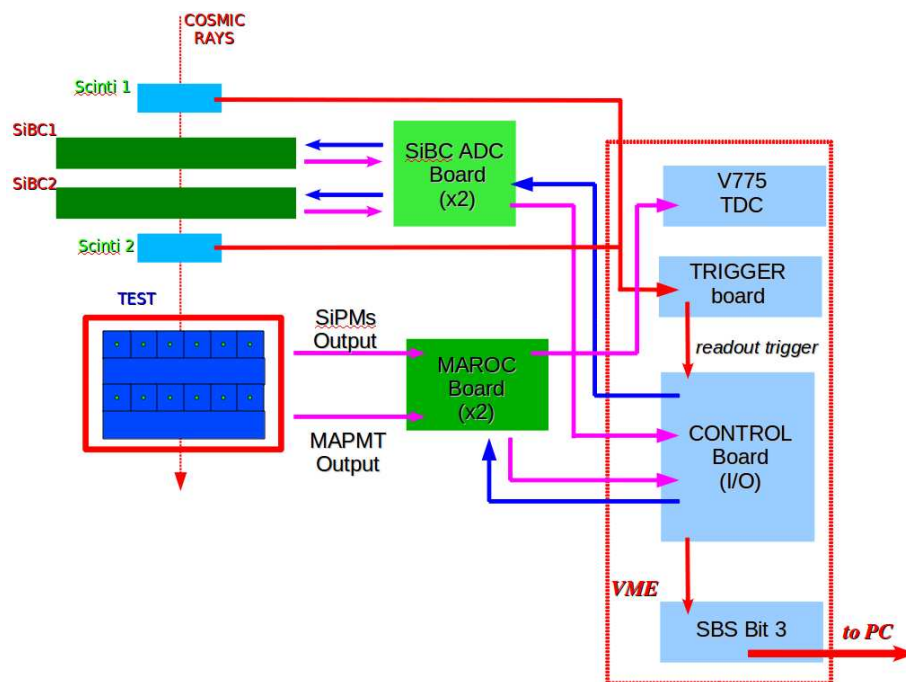 COSMIC
RAYS
Scinti 1
SiBC1
SiBC2
Scinti 2
SiBC ADC
Board
(x2)
V775
TDC
TRIGGER
board
readout trigger
TEST
SiPMs
Output
MAPMT
Output
MAROC
Board
(x2)
CONTROL
Board
(I/O)
VME
SBS Bit 3
to PC